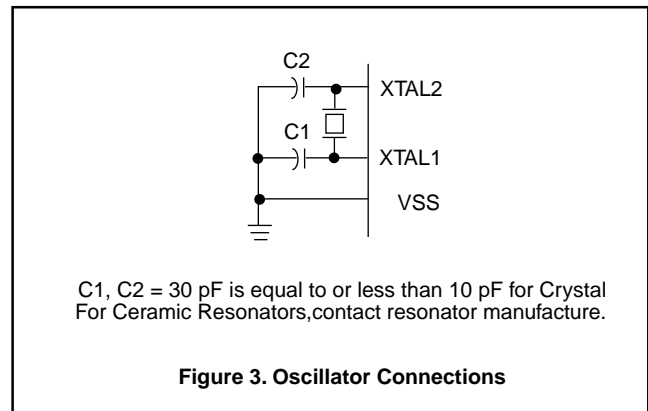 C2
XTAL2
C1
XTAL1
VSS
C1, C2 = 30 pF is equal to or less than 10 pF for Crystal
For Ceramic Resonators,contact resonator manufacture.
Figure 3. Oscillator Connections